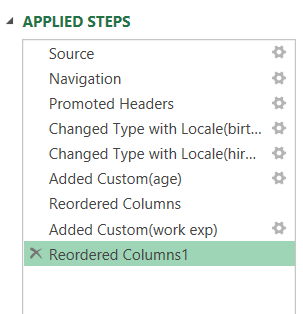 APPLIED STEPS
Source
Navigation
Promoted Headers
Changed Type with Locale(birt...
Changed Type with Locale(hir...
Added Custom(age)
Reordered Columns
Added Custom(work exp)
Reordered Columns1